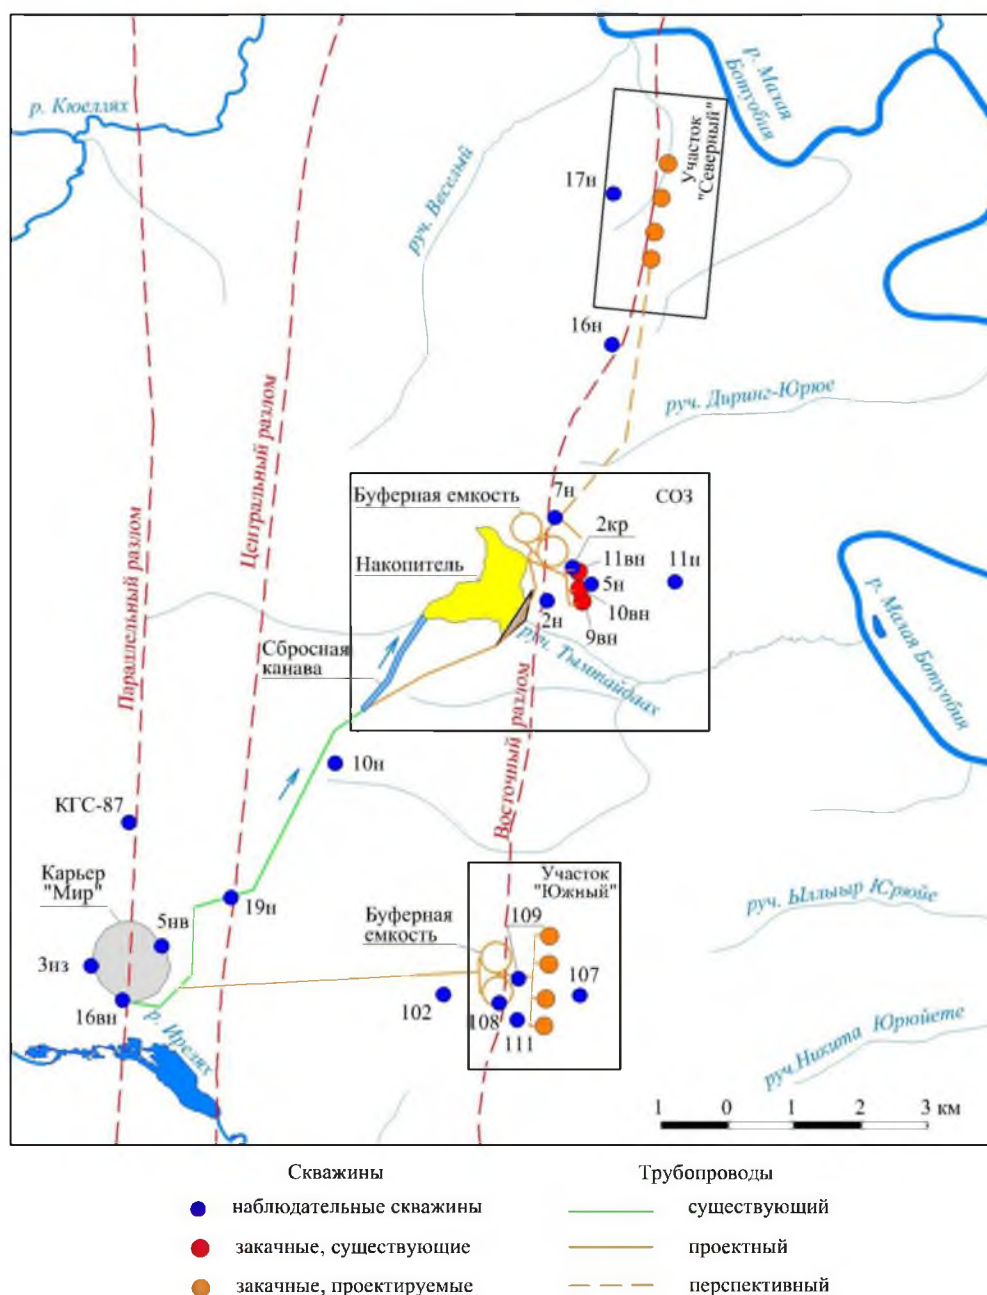 р. Кюеллях
руч. Веселый
р. Малая
Ботуобия
Участок
"Северный"
17н
16н
руч. Диринг-Юрюе
Параллельный разлом
Центральный разлом
Буферная емкость
7н
СОЗ
2кр
Накопитель
11вн
11н
5н
10вн
2н
9вн
руч. Тымтайдаах
Сбросная
канава
р. Малая Ботуобия
Восточный разлом
10н
КГС-87
Карьер
"Мир"
5нв
19н
3нз
16вн
р. Ирелях
Участок
"Южный"
Буферная
емкость
109
107
102
108
111
руч. Ыллыыр Юрюйе
руч.Никита Юрюйете
1 0 1 2 3 км
Скважины
Трубопроводы
наблюдательные скважины
существующий
закачные, существующие
проектный
закачные, проектируемые
перспективный